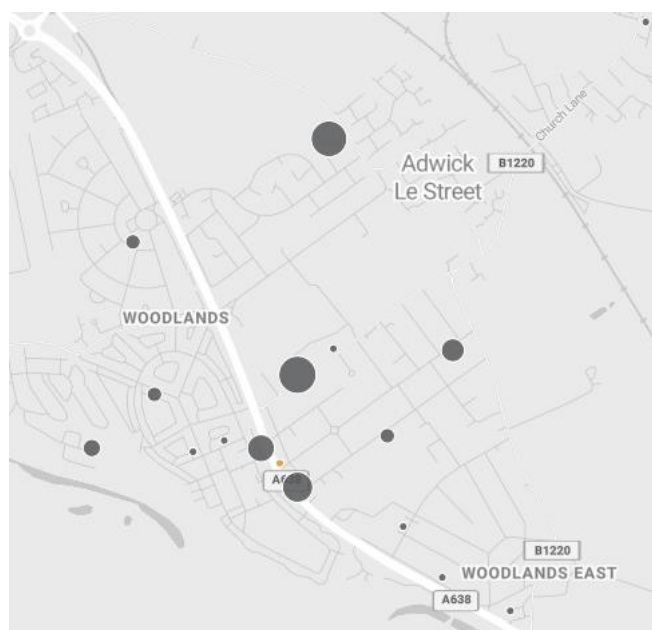 Church Lane
Adwick
Le Street
B1220
WOODLANDS
A638
B1220
WOODLANDS EAST
A638